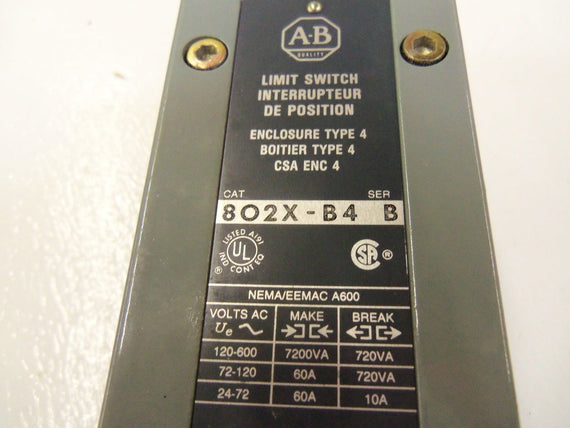 A-B
QUALITY
LIMIT SWITCH
INTERRUPTEUR
DE POSITION
ENCLOSURE TYPE 4
BOITIER TYPE 4
CSA ENC 4
CAT SER
802X-B4 B
LISTED A191
UL
IND CONT EQ
®
SA ®
NEMA/EEMAC A600
VOLTS AC MAKE BREAK
Ue
120-600 7200VA 720VA
72-120 60A 720VA
24-72 60A 10A